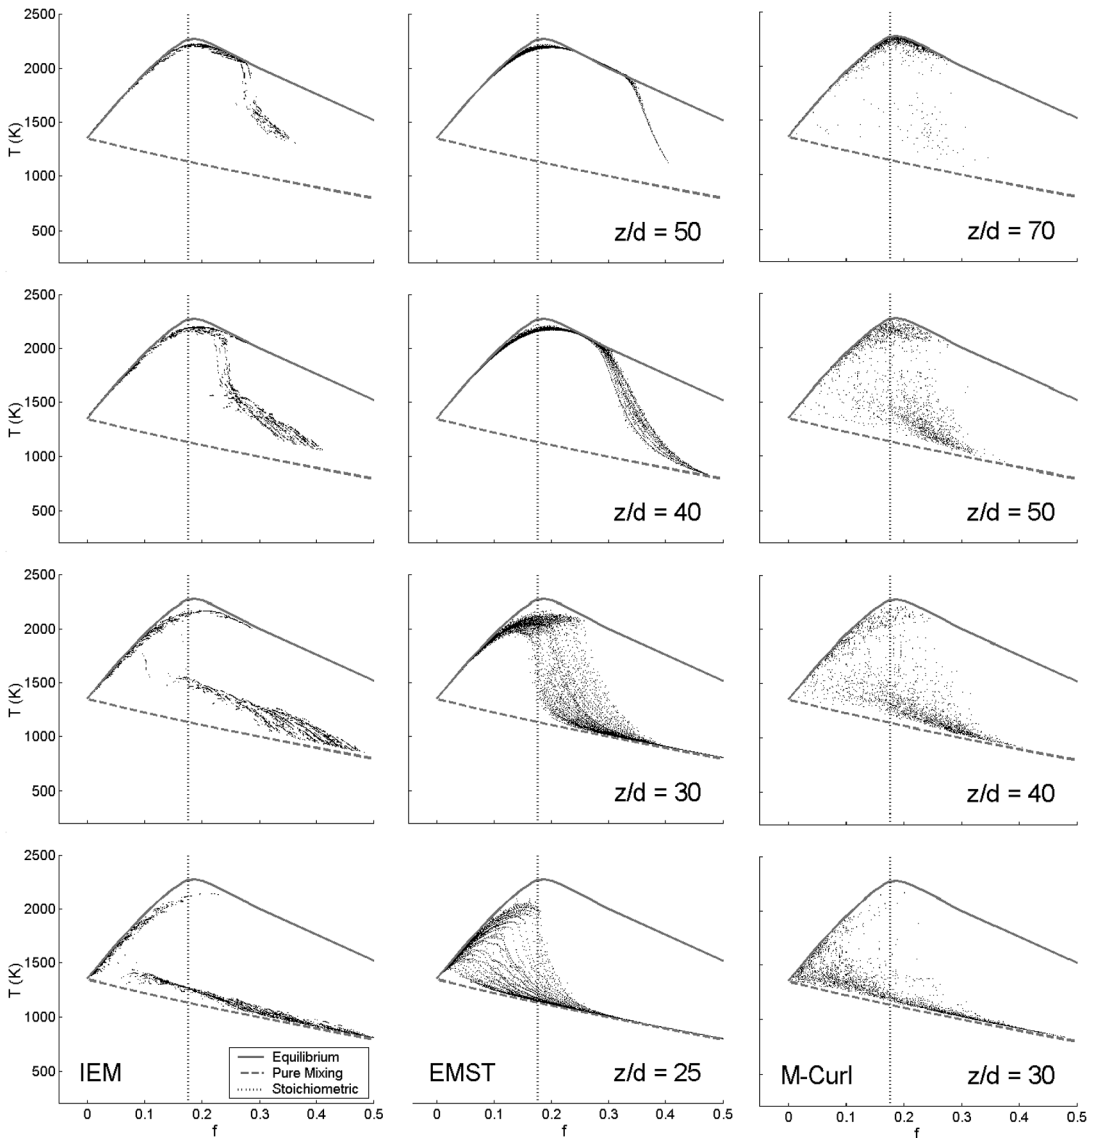 2500
2000
1500
1000
500
T (K)
z/d = 50
z/d = 70
2500
2000
1500
1000
500
T (K)
z/d = 40
z/d = 50
2500
2000
1500
1000
500
T (K)
z/d = 30
z/d = 40
2500
2000
1500
1000
500
T (K)
Equilibrium
Pure Mixing
Stoichiometric
IEM
EMST
z/d = 25
M-Curl
z/d = 30
0 0.1 0.2 0.3 0.4 0.5
0 0.1 0.2 0.3 0.4 0.5
0 0.1 0.2 0.3 0.4 0.5
f
f
f